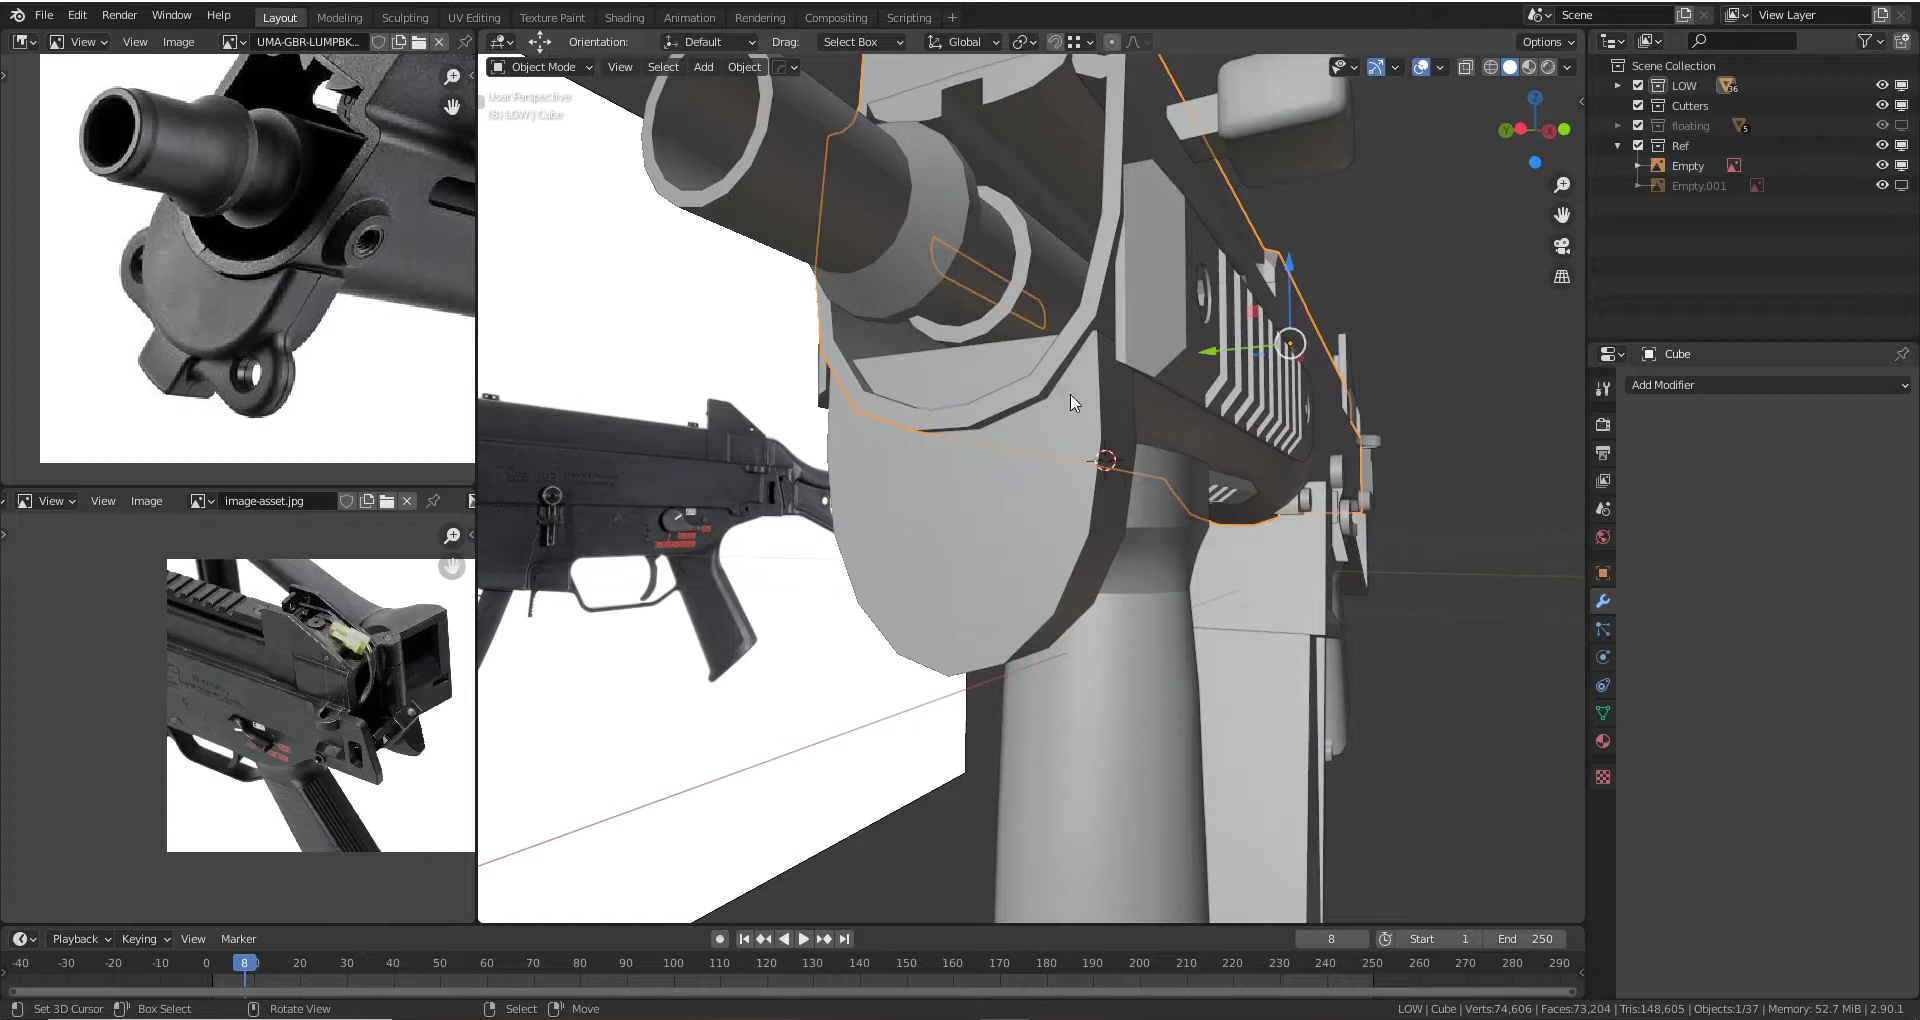 File Edit Render Window Help Layout Modeling Sculpting UV Editing Texture Paint Shading Animation Rendering Compositing Scripting + Scene View Layer
View View Image UMA-GBR-LUMPBK... Orientation: Default Drag: Select Box Global Options
Object Mode View Select Add Object
User Perspective
(8) LOW | Cube
Scene Collection
LOW 36
Cutters
floating 5
Ref
Empty
Empty.001
Cube
Add Modifier
View View Image image-asset.jpg
Z
Y X
Playback Keying View Marker 8 Start 1 End 250
-40 -30 -20 -10 0 8 20 30 40 50 60 70 80 90 100 110 120 130 140 150 160 170 180 190 200 210 220 230 240 250 260 270 280 290
Set 3D Cursor Box Select Rotate View Select Move LOW | Cube | Verts:74,606 | Faces:73,204 | Tris:148,605 | Objects:1/37 | Memory: 52.7 MiB | 2.90.1